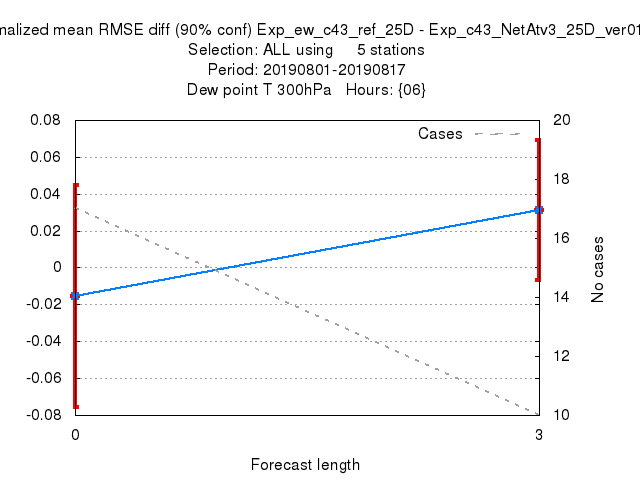 malized mean RMSE diff (90% conf) Exp_ew_c43_ref_25D - Exp_c43_NetAtv3_25D_ver01
Selection: ALL using 5 stations
Period: 20190801-20190817
Dew point T 300hPa Hours: {06}
Cases
0.08
0.06
0.04
0.02
0
-0.02
-0.04
-0.06
-0.08
20
18
16
14
12
10
No cases
0
3
Forecast length